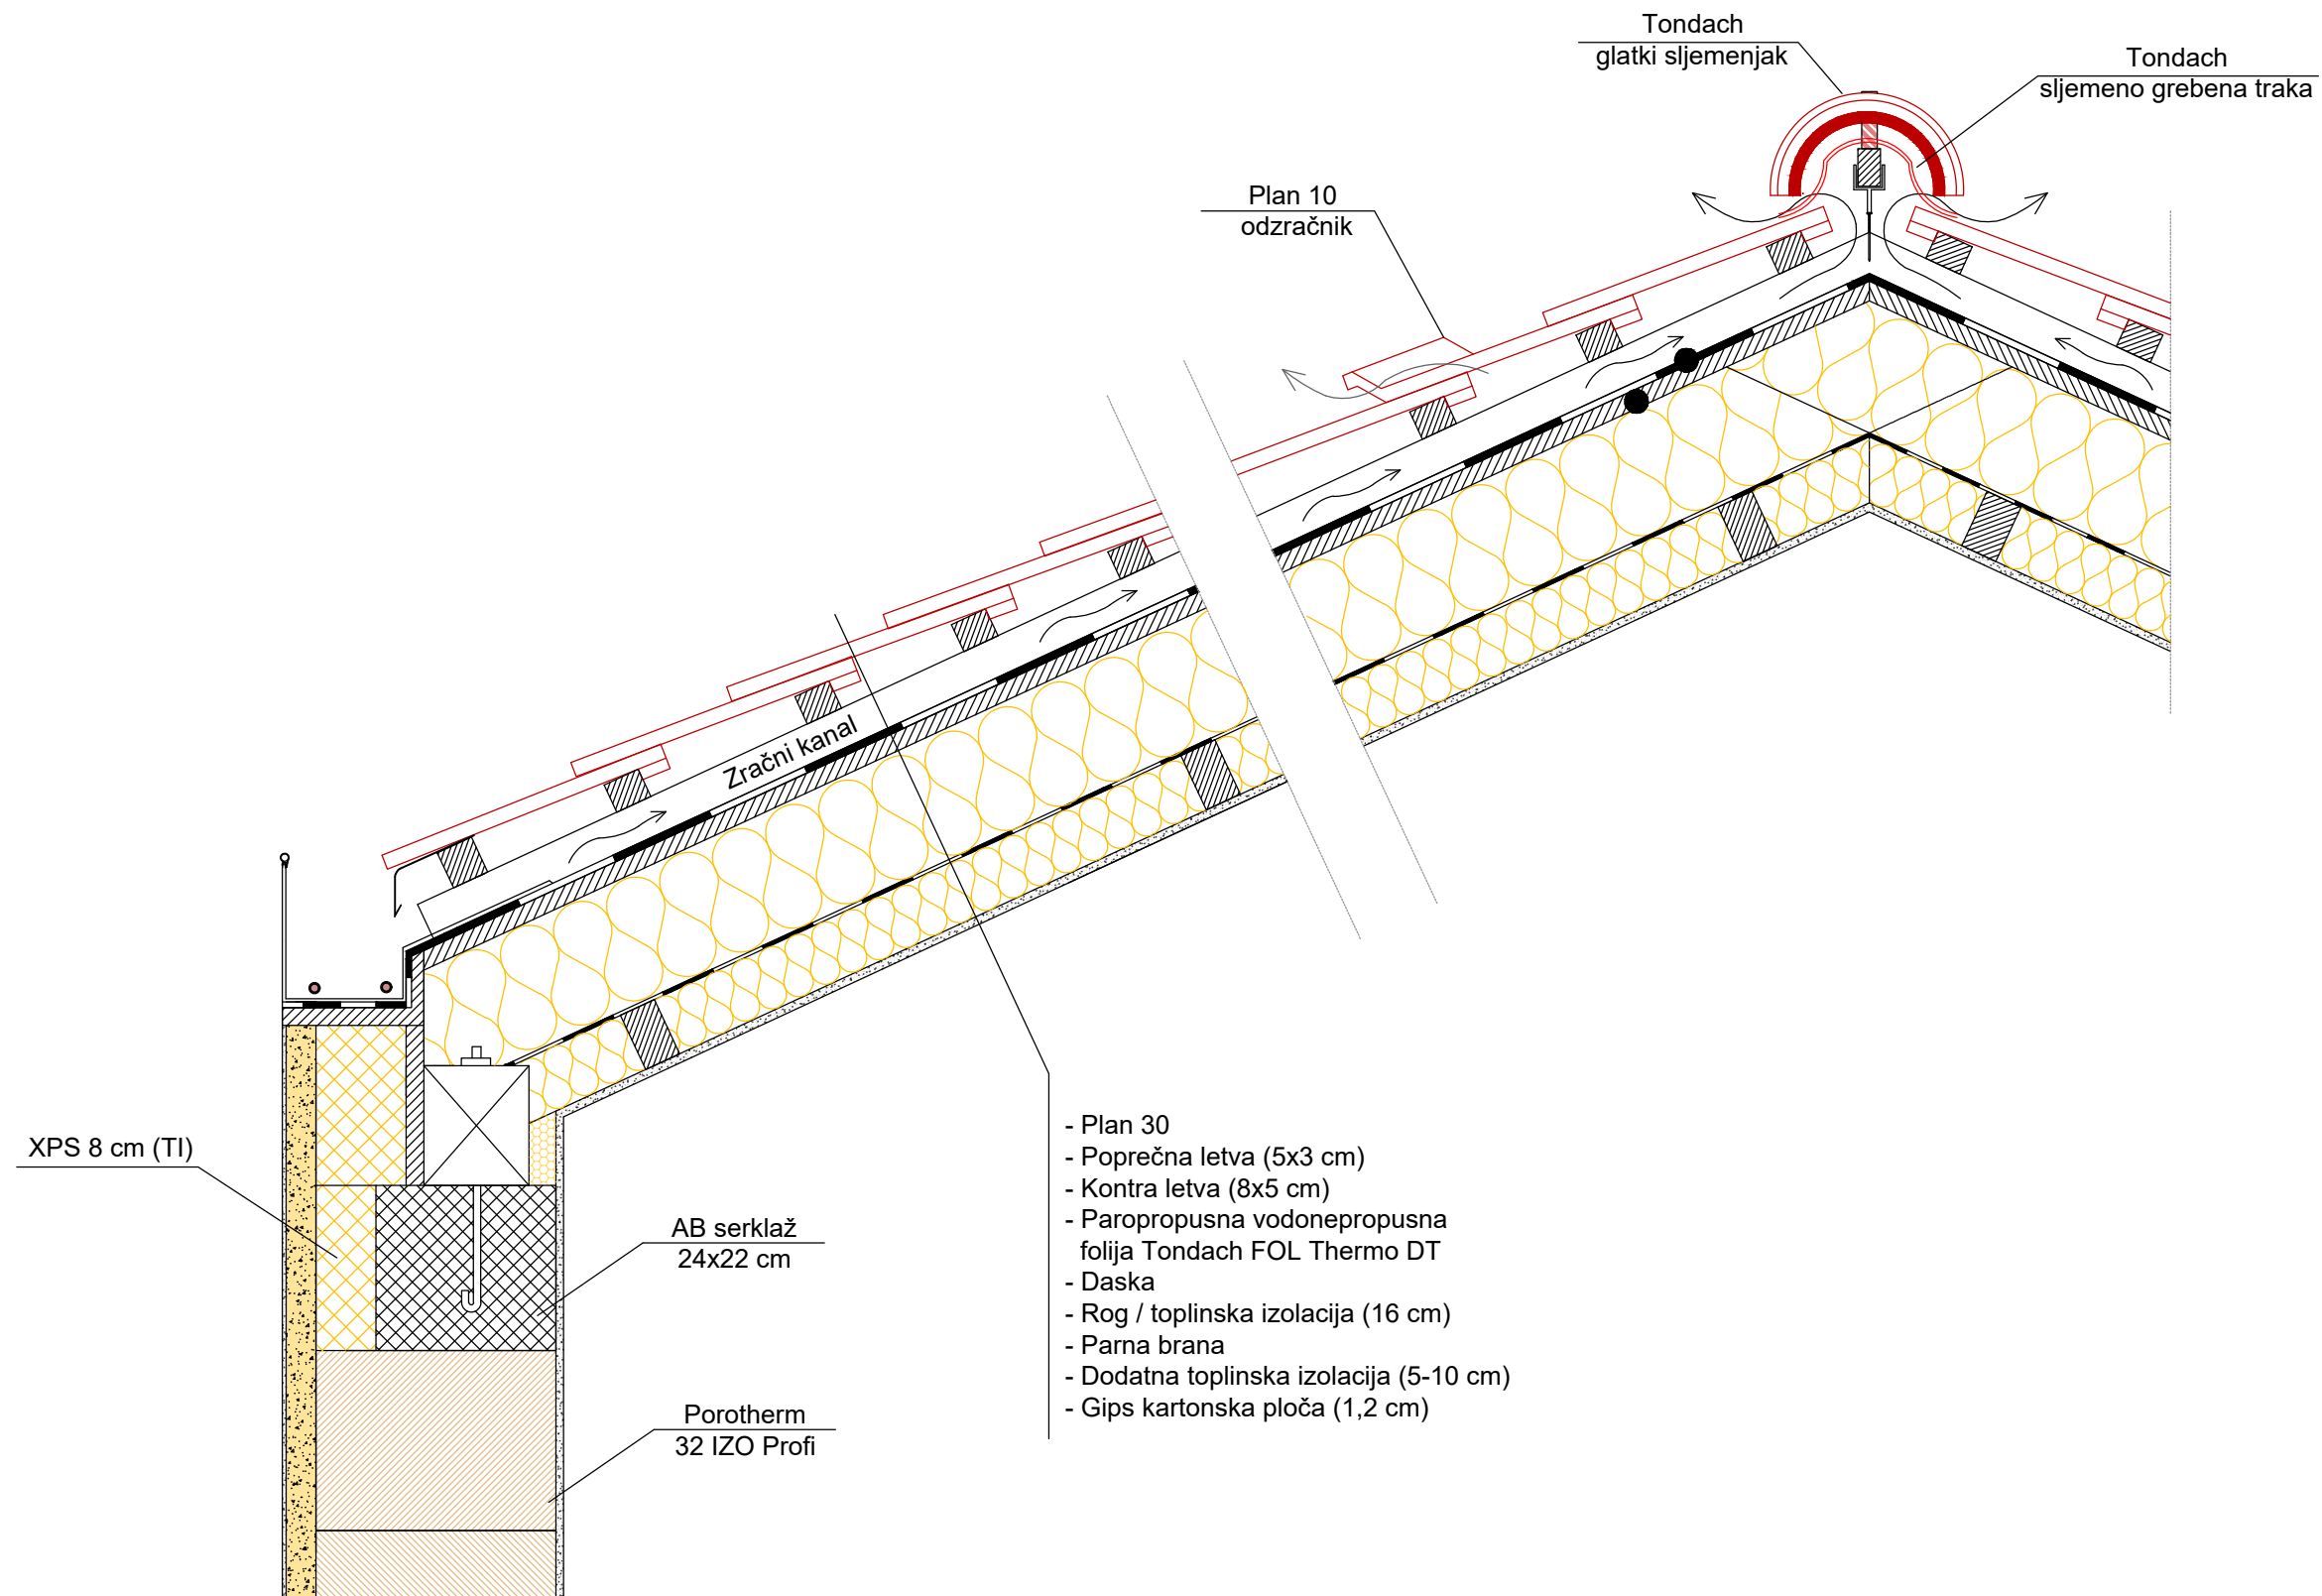 Tondach
glatki sljemenjak
Tondach
sljemeno grebena traka
Plan 10
odzračnik
Zračni kanal
XPS 8 cm (TI)
AB serklaž
24x22 cm
Porotherm
32 IZO Profi
- Plan 30
- Poprečna letva (5x3 cm)
- Kontra letva (8x5 cm)
- Paropropusna vodonepropusna
folija Tondach FOL Thermo DT
- Daska
- Rog / toplinska izolacija (16 cm)
- Parna brana
- Dodatna toplinska izolacija (5-10 cm)
- Gips kartonska ploča (1,2 cm)